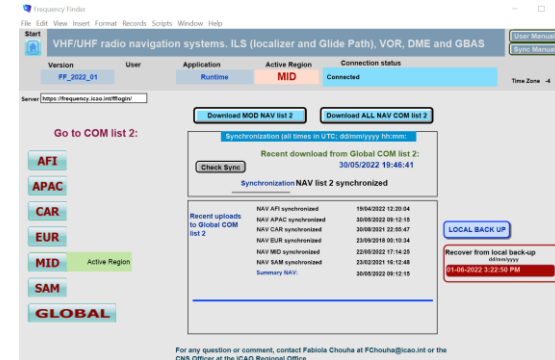 Frequency Finder
File Edit View Insert Format Records Scripts Window Help
Start
VHF/UHF radio navigation systems. ILS (localizer and Glide Path), VOR, DME and GBAS
User Manual
Sync Manual
Version User Application Active Region Connection status
FF_2022_01 Runtime MID Connected
Time Zone -4
Server https://frequency.icao.int/fflogin/
Download MOD NAV list 2 Download ALL NAV COM list 2
Go to COM list 2:
Synchronization (all times in UTC; dd/mm/yyyy hh:mm:
Recent download from Global COM list 2:
Check Sync 30/05/2022 19:46:41
Synchronization NAV list 2 synchronized
AFI
APAC
CAR
EUR
MID Active Region
SAM
GLOBAL
Recent uploads to Global COM list 2
NAV AFI synchronized 19/04/2022 12:20:04
NAV APAC synchronized 30/05/2022 09:12:15
NAV CAR synchronized 30/08/2021 22:55:47
NAV EUR synchronized 23/09/2018 00:10:34
NAV MID synchronized 22/05/2022 17:14:25
NAV SAM synchronized 23/02/2021 16:12:48
Summary NAV: 30/05/2022 09:12:15
LOCAL BACK UP
Recover from local back-up
dd/mm/yyyy
01-06-2022 3:22:50 PM
For any question or comment, contact Fabiola Chouha at FChouha@icao.int or the
CNS Officer at the ICAO Regional Office